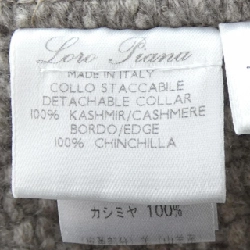 Loro Piana
MADE IN ITALY
COLLO STACCABILE
DETACHABLE COLLAR
100% KASHMIR/CASHMERE
BORDO/EDGE
100% CHINCHILLA
カシミヤ 100%